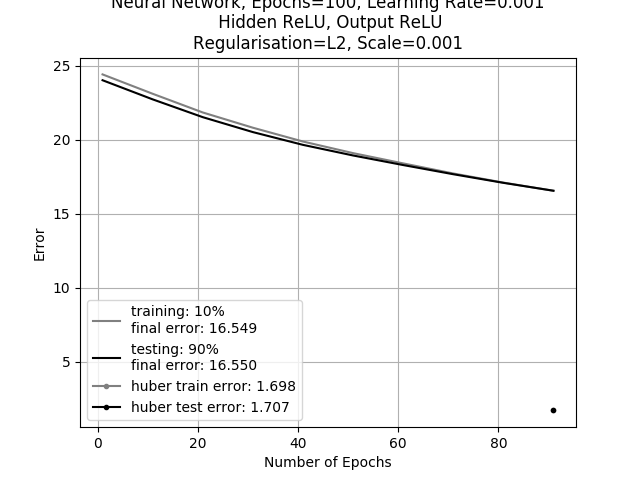 Neural Network, Epochs=100, Learning Rate=0.001
Hidden ReLU, Output ReLU
Regularisation=L2, Scale=0.001
25
20
15
10
5
Error
training: 10%
final error: 16.549
testing: 90%
final error: 16.550
huber train error: 1.698
huber test error: 1.707
0 20 40 60 80
Number of Epochs